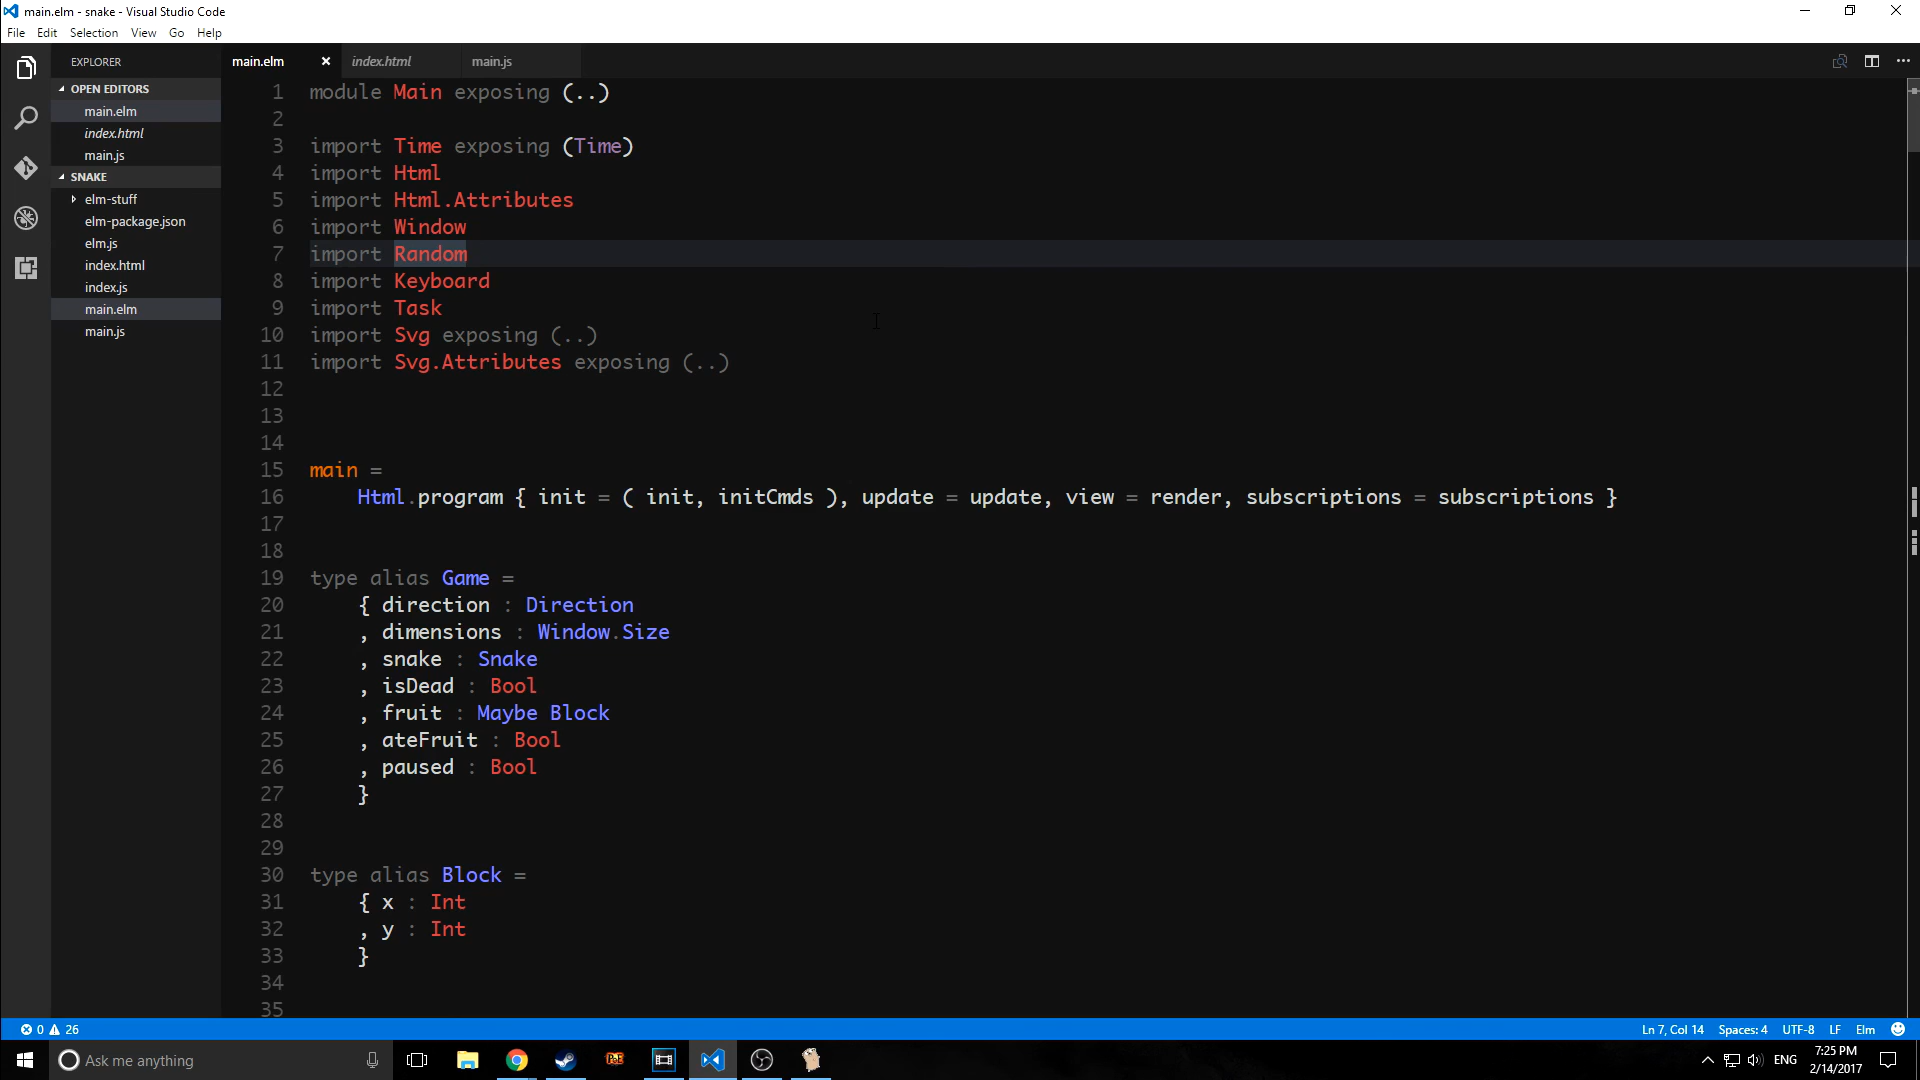 main.elm - snake - Visual Studio Code
File Edit Selection View Go Help
EXPLORER
OPEN EDITORS
main.elm
index.html
main.js
SNAKE
elm-stuff
elm-package.json
elm.js
index.html
index.js
main.elm
main.js
main.elm index.html main.js
1 module Main exposing (..)
2
3 import Time exposing (Time)
4 import Html
5 import Html.Attributes
6 import Window
7 import Random
8 import Keyboard
9 import Task
10 import Svg exposing (..)
11 import Svg.Attributes exposing (..)
12
13
14
15 main =
16 Html.program { init = ( init, initCmds ), update = update, view = render, subscriptions = subscriptions }
17
18
19 type alias Game =
20 { direction : Direction
21 , dimensions : Window.Size
22 , snake : Snake
23 , isDead : Bool
24 , fruit : Maybe Block
25 , ateFruit : Bool
26 , paused : Bool
27 }
28
29
30 type alias Block =
31 { x : Int
32 , y : Int
33 }
34
35
0 26 Ln 7, Col 14 Spaces: 4 UTF-8 LF Elm
Ask me anything
ENG
7:25 PM
2/14/2017